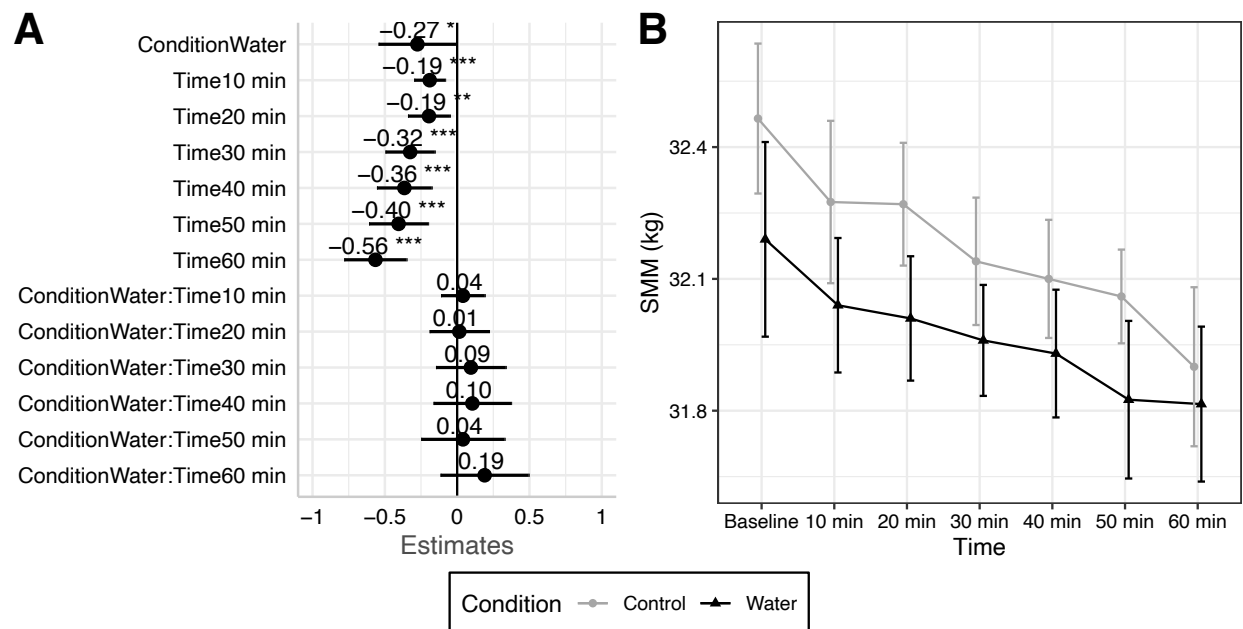 A
ConditionWater
−0.27 *
Time10 min
−0.19 ***
Time20 min
−0.19 **
Time30 min
−0.32 ***
Time40 min
−0.36 ***
Time50 min
−0.40 ***
Time60 min
−0.56 ***
ConditionWater:Time10 min
0.04
ConditionWater:Time20 min
0.01
ConditionWater:Time30 min
0.09
ConditionWater:Time40 min
0.10
ConditionWater:Time50 min
0.04
ConditionWater:Time60 min
0.19
−1 −0.5 0 0.5 1
Estimates
B
SMM (kg)
32.4
32.1
31.8
Baseline 10 min 20 min 30 min 40 min 50 min 60 min
Time
Condition Control Water